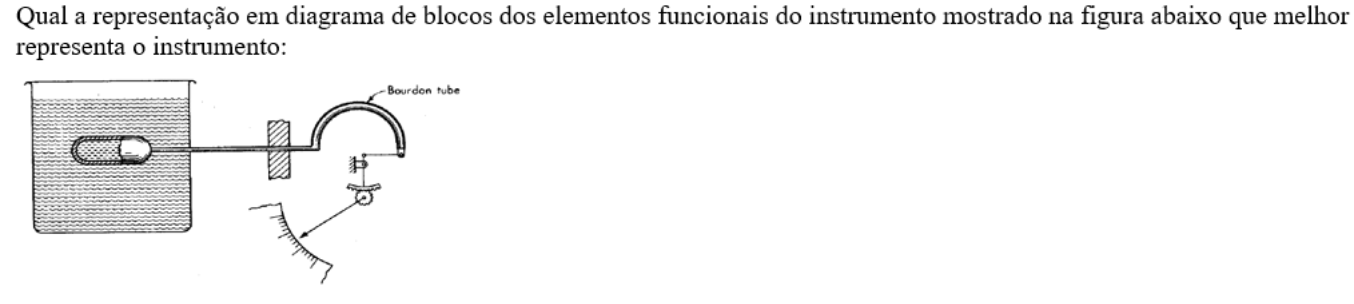 Qual a representação em diagrama de blocos dos elementos funcionais do instrumento mostrado na figura abaixo que melhor
representa o instrumento:
Bourdon tube